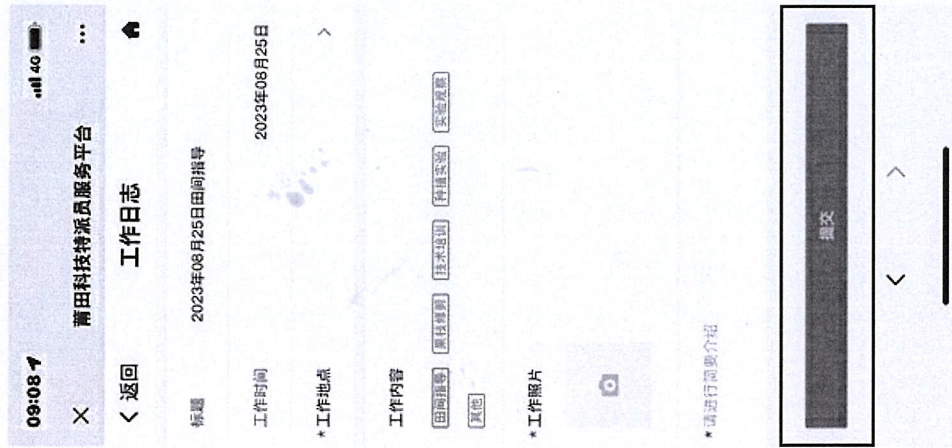 09:08 4G
莆田科技特派员服务平台
返回 工作日志
标题 2023年08月25日田间指导
工作时间 2023年08月25日
*工作地点
工作内容
田间指导 果枝修剪 技术培训 种植实验 实验观察
其他
*工作照片
*请进行简要介绍
提交